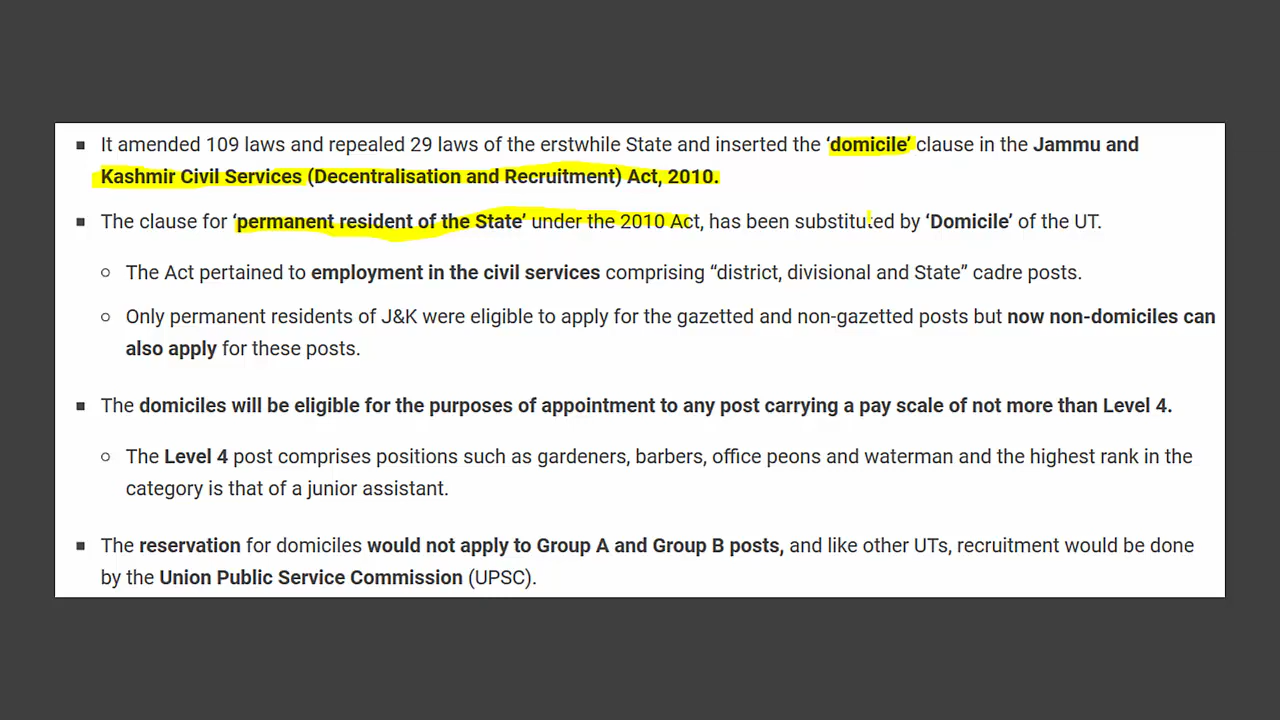 It amended 109 laws and repealed 29 laws of the erstwhile State and inserted the ‘domicile’ clause in the Jammu and
Kashmir Civil Services (Decentralisation and Recruitment) Act, 2010.
The clause for ‘permanent resident of the State’ under the 2010 Act, has been substituted by ‘Domicile’ of the UT.
The Act pertained to employment in the civil services comprising “district, divisional and State” cadre posts.
Only permanent residents of J&K were eligible to apply for the gazetted and non-gazetted posts but now non-domiciles can
also apply for these posts.
The domiciles will be eligible for the purposes of appointment to any post carrying a pay scale of not more than Level 4.
The Level 4 post comprises positions such as gardeners, barbers, office peons and waterman and the highest rank in the
category is that of a junior assistant.
The reservation for domiciles would not apply to Group A and Group B posts, and like other UTs, recruitment would be done
by the Union Public Service Commission (UPSC).